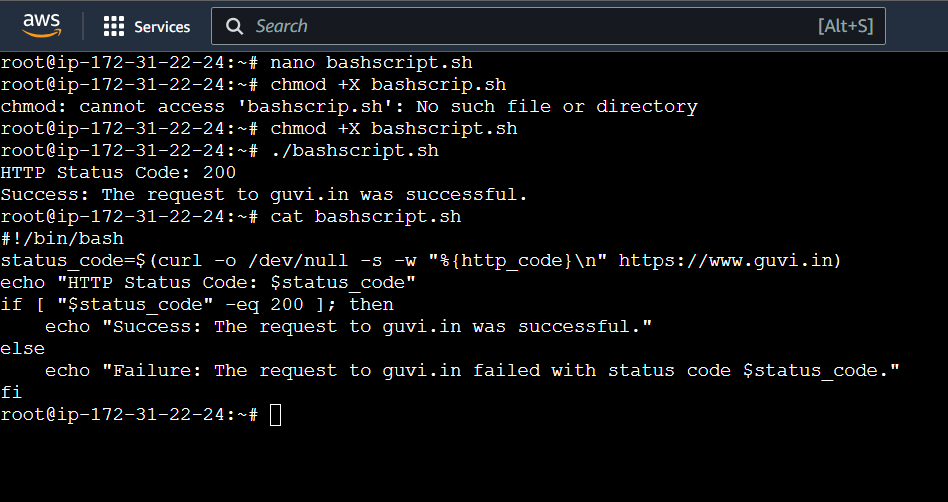 aws
Services
Search
[Alt+S]
root@ip-172-31-22-24:~# nano bashscript.sh
root@ip-172-31-22-24:~# chmod +X bashscrip.sh
chmod: cannot access 'bashscrip.sh': No such file or directory
root@ip-172-31-22-24:~# chmod +X bashscript.sh
root@ip-172-31-22-24:~# ./bashscript.sh
HTTP Status Code: 200
Success: The request to guvi.in was successful.
root@ip-172-31-22-24:~# cat bashscript.sh
#!/bin/bash
status_code=$(curl -o /dev/null -s -w "%{http_code}\n" https://www.guvi.in)
echo "HTTP Status Code: $status_code"
if [ "$status_code" -eq 200 ]; then
    echo "Success: The request to guvi.in was successful."
else
    echo "Failure: The request to guvi.in failed with status code $status_code."
fi
root@ip-172-31-22-24:~#